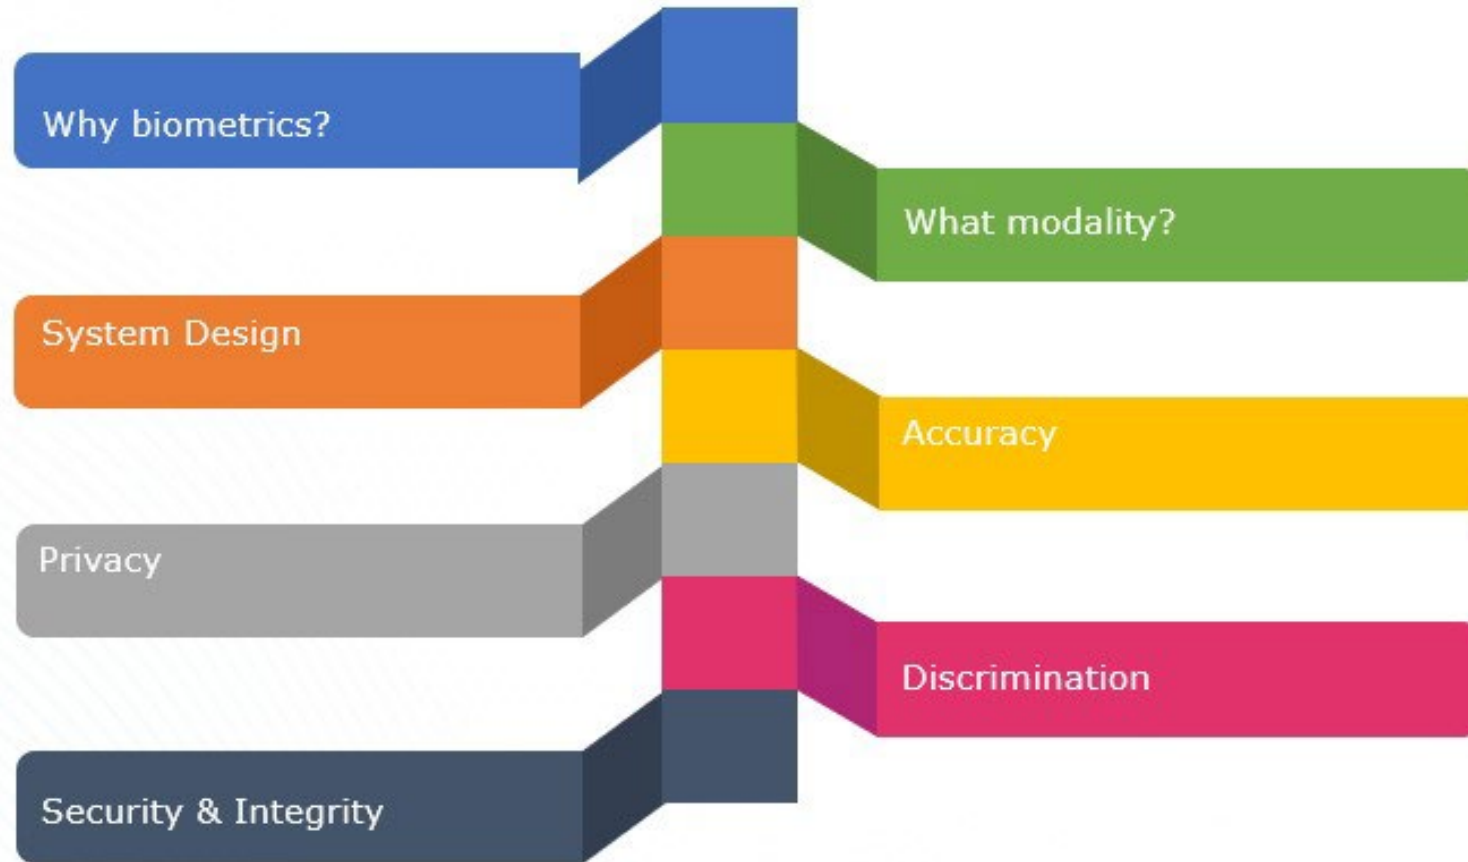 Why biometrics?
What modality?
System Design
Accuracy
Privacy
Discrimination
Security & Integrity